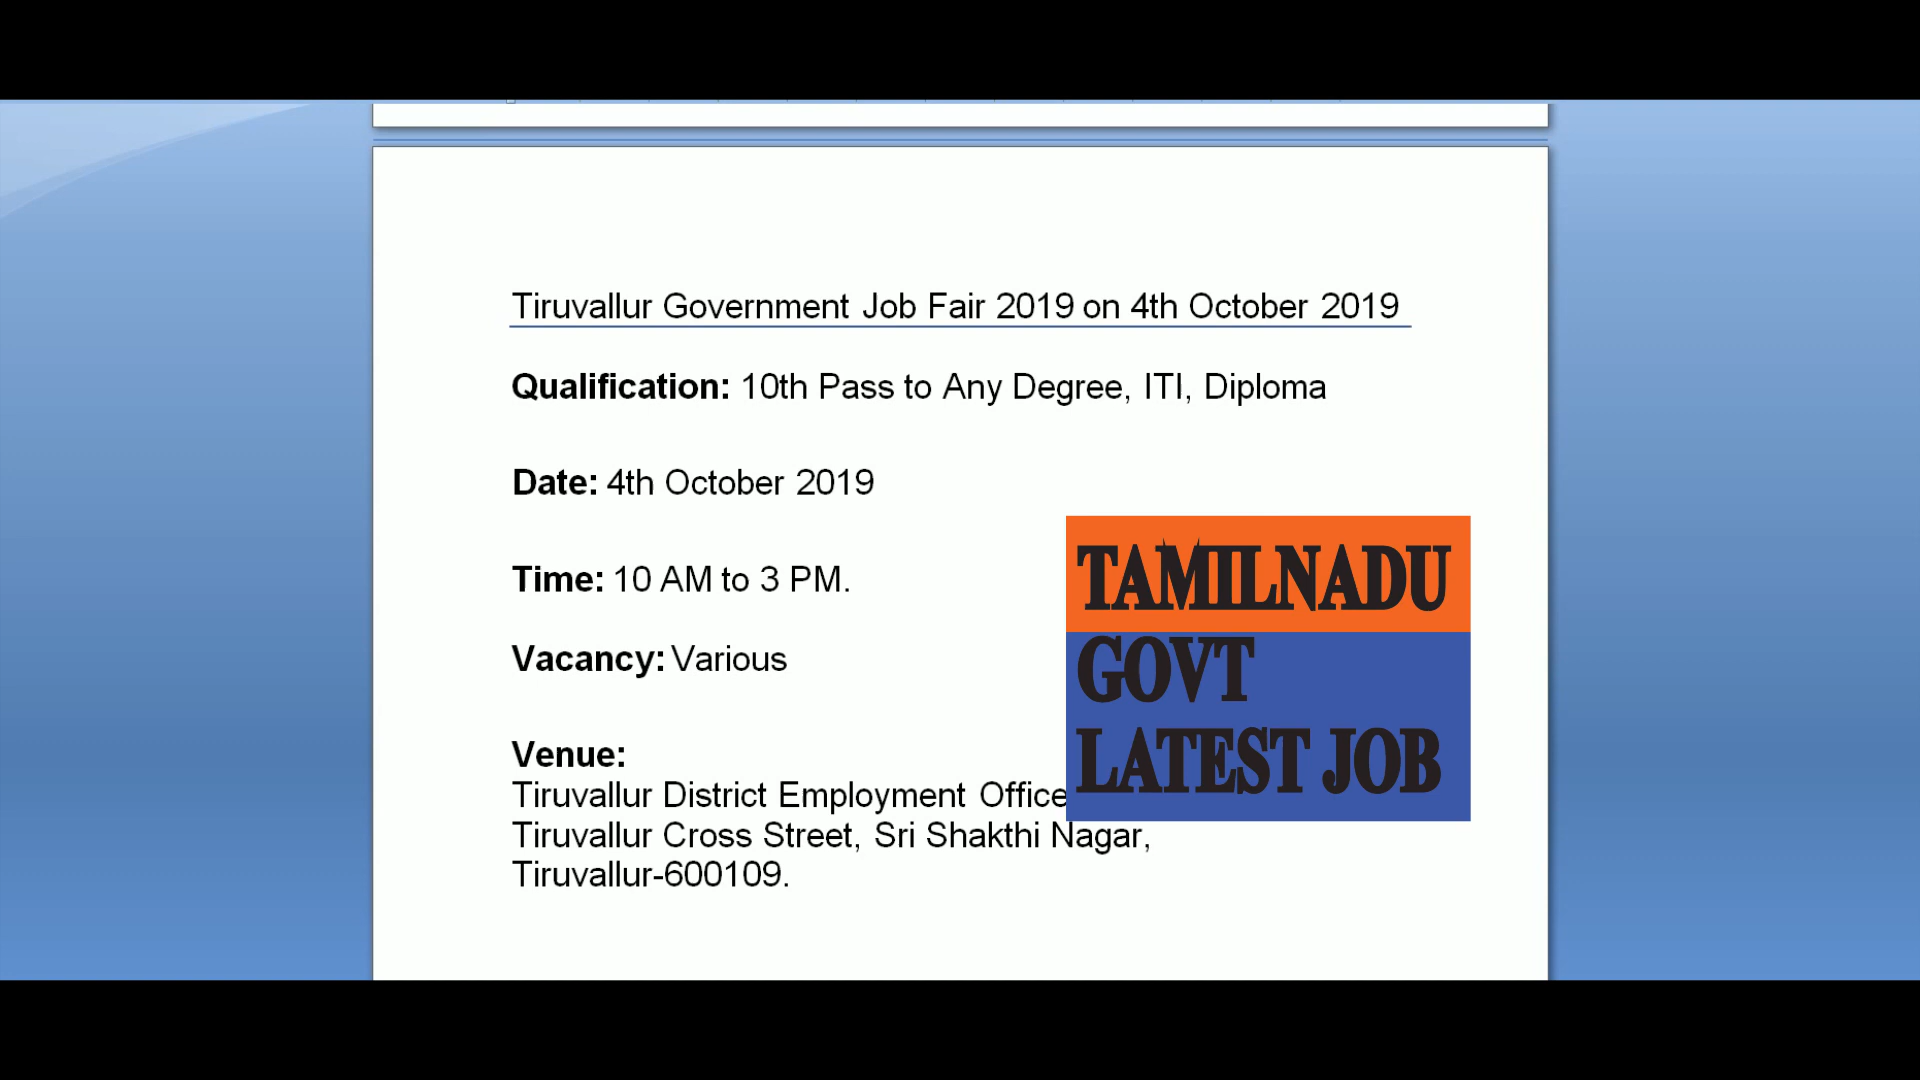 Tiruvallur Government Job Fair 2019 on 4th October 2019
Qualification: 10th Pass to Any Degree, ITI, Diploma
Date: 4th October 2019
Time: 10 AM to 3 PM.
Vacancy: Various
Venue:
Tiruvallur District Employment Office
Tiruvallur Cross Street, Sri Shakthi Nagar,
Tiruvallur-600109.
TAMILNADU
GOVT
LATEST JOB